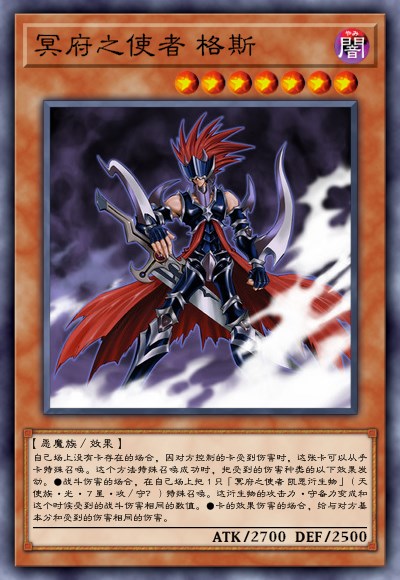 冥府之使者 格斯
やみ
闇
【恶魔族/效果】
自己场上没有卡存在的场合，因对方控制的卡受到伤害时，这张卡可以从手
卡特殊召唤。这个方法特殊召唤成功时，把受到的伤害种类的以下效果发
动。●战斗伤害的场合，在自己场上把1只「冥府之使者 凯恩衍生物」（天
使族·光·7星·攻/守？）特殊召唤。这衍生物的攻击力·守备力变成和
这个时候受到的战斗伤害相同的数值。●卡的效果伤害的场合，给与对方基
本分和受到的伤害相同的伤害。
ATK/2700 DEF/2500